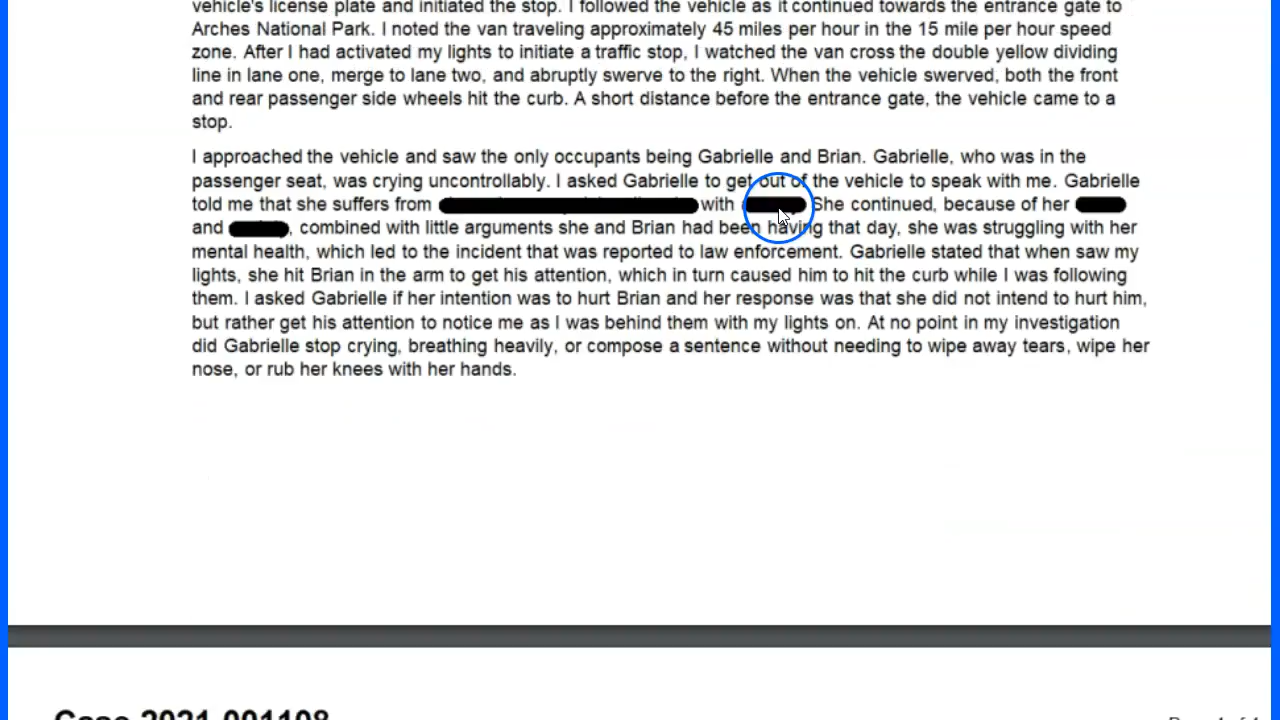 vehicle's license plate and initiated the stop. I followed the vehicle as it continued towards the entrance gate to
Arches National Park. I noted the van traveling approximately 45 miles per hour in the 15 mile per hour speed
zone. After I had activated my lights to initiate a traffic stop, I watched the van cross the double yellow dividing
line in lane one, merge to lane two, and abruptly swerve to the right. When the vehicle swerved, both the front
and rear passenger side wheels hit the curb. A short distance before the entrance gate, the vehicle came to a
stop.
I approached the vehicle and saw the only occupants being Gabrielle and Brian. Gabrielle, who was in the
passenger seat, was crying uncontrollably. I asked Gabrielle to get out of the vehicle to speak with me. Gabrielle
told me that she suffers from with She continued, because of her
and , combined with little arguments she and Brian had been having that day, she was struggling with her
mental health, which led to the incident that was reported to law enforcement. Gabrielle stated that when saw my
lights, she hit Brian in the arm to get his attention, which in turn caused him to hit the curb while I was following
them. I asked Gabrielle if her intention was to hurt Brian and her response was that she did not intend to hurt him,
but rather get his attention to notice me as I was behind them with my lights on. At no point in my investigation
did Gabrielle stop crying, breathing heavily, or compose a sentence without needing to wipe away tears, wipe her
nose, or rub her knees with her hands.
Case 2021-001108